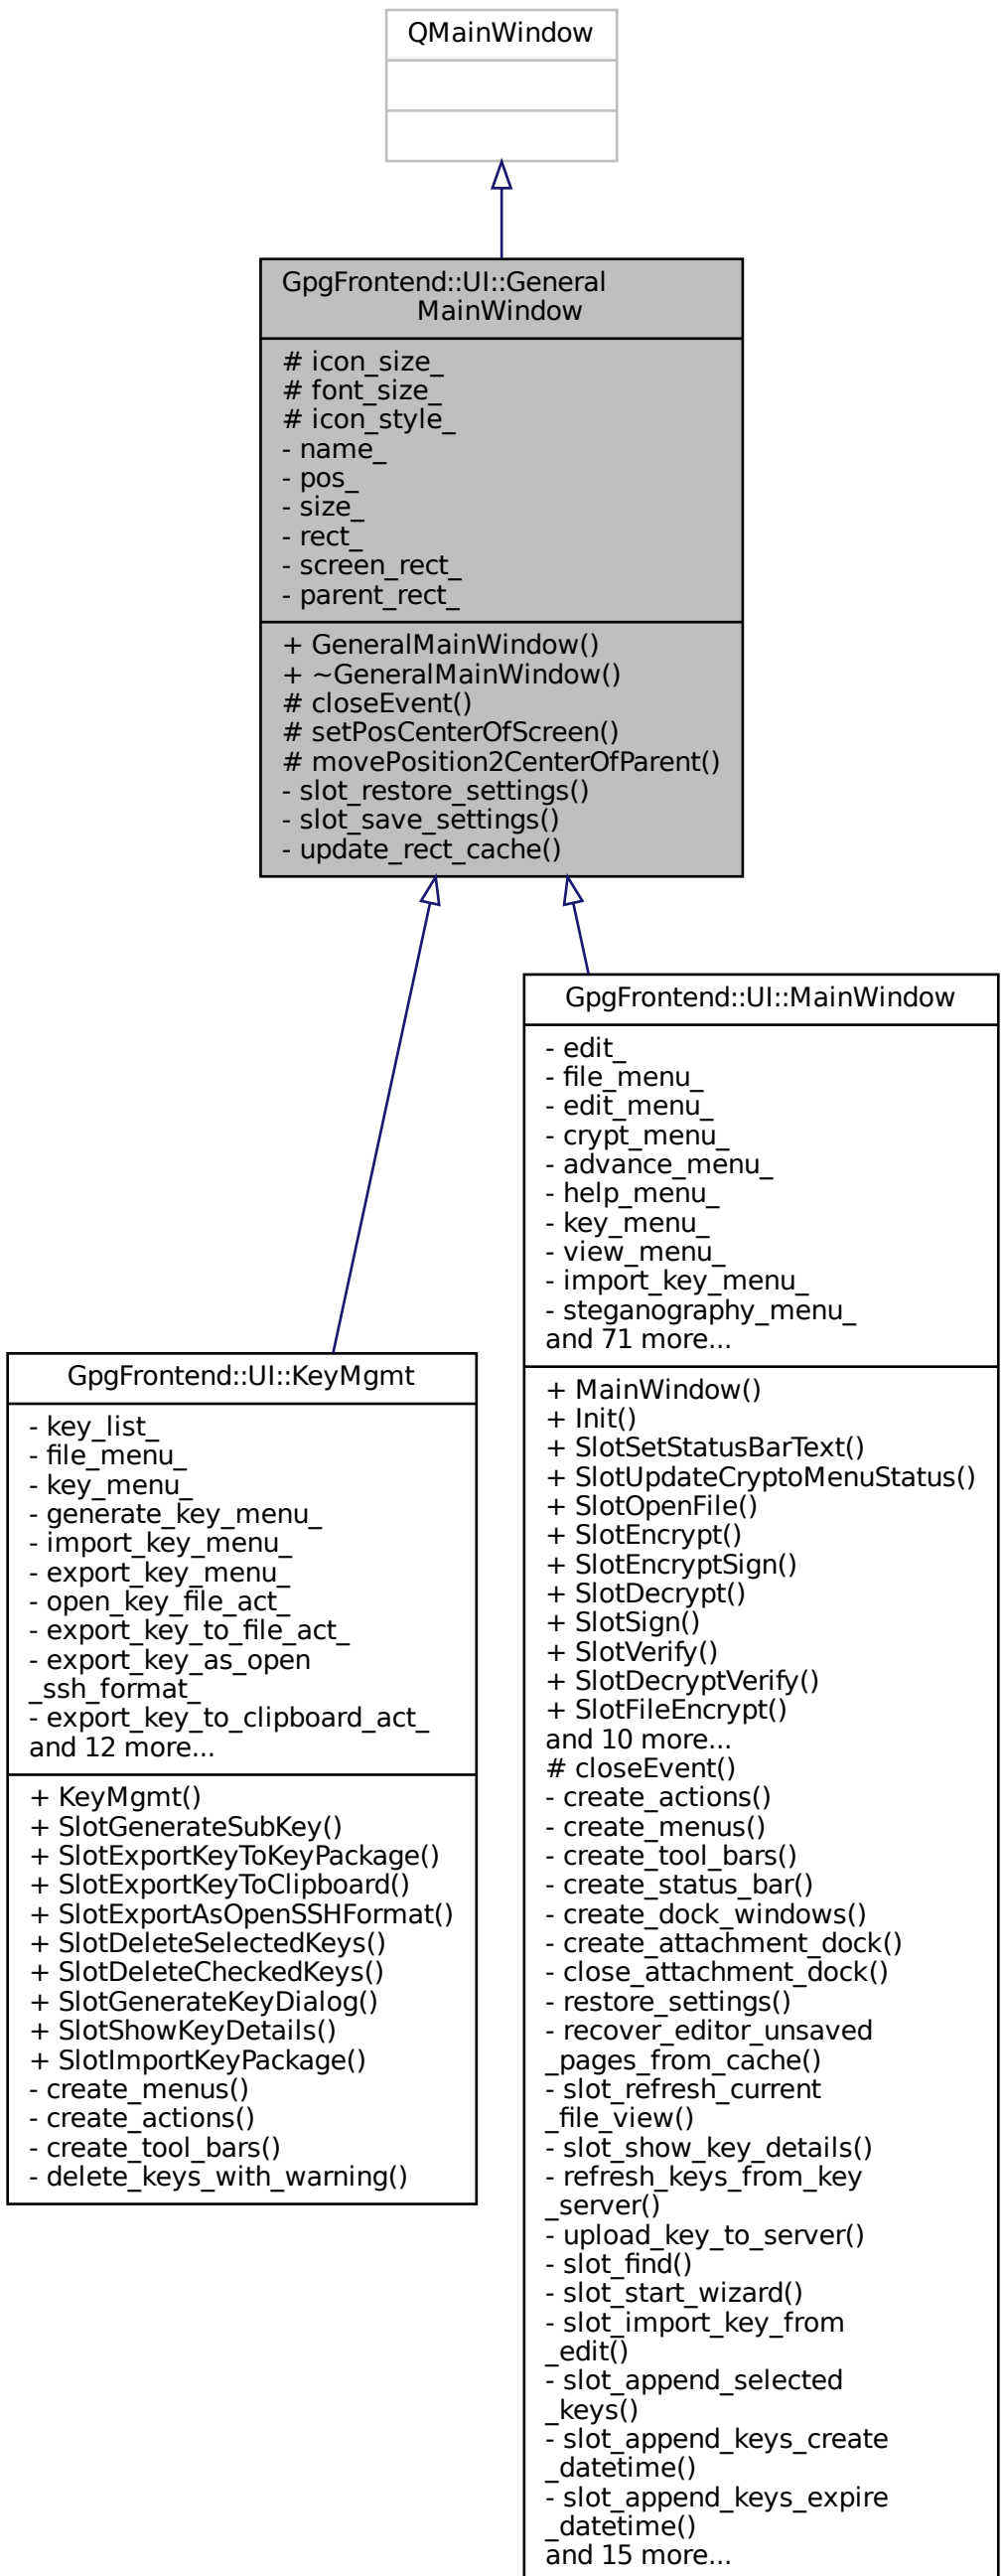 QMainWindow
GpgFrontend::UI::General
MainWindow
# icon_size_
# font_size_
# icon_style_
- name_
- pos_
- size_
- rect_
- screen_rect_
- parent_rect_
+ GeneralMainWindow()
+ ~GeneralMainWindow()
# closeEvent()
# setPosCenterOfScreen()
# movePosition2CenterOfParent()
- slot_restore_settings()
- slot_save_settings()
- update_rect_cache()
GpgFrontend::UI::KeyMgmt
- key_list_
- file_menu_
- key_menu_
- generate_key_menu_
- import_key_menu_
- export_key_menu_
- open_key_file_act_
- export_key_to_file_act_
- export_key_as_open
_ssh_format_
- export_key_to_clipboard_act_
and 12 more...
+ KeyMgmt()
+ SlotGenerateSubKey()
+ SlotExportKeyToKeyPackage()
+ SlotExportKeyToClipboard()
+ SlotExportAsOpenSSHFormat()
+ SlotDeleteSelectedKeys()
+ SlotDeleteCheckedKeys()
+ SlotGenerateKeyDialog()
+ SlotShowKeyDetails()
+ SlotImportKeyPackage()
- create_menus()
- create_actions()
- create_tool_bars()
- delete_keys_with_warning()
GpgFrontend::UI::MainWindow
- edit_
- file_menu_
- edit_menu_
- crypt_menu_
- advance_menu_
- help_menu_
- key_menu_
- view_menu_
- import_key_menu_
- steganography_menu_
and 71 more...
+ MainWindow()
+ Init()
+ SlotSetStatusBarText()
+ SlotUpdateCryptoMenuStatus()
+ SlotOpenFile()
+ SlotEncrypt()
+ SlotEncryptSign()
+ SlotDecrypt()
+ SlotSign()
+ SlotVerify()
+ SlotDecryptVerify()
+ SlotFileEncrypt()
and 10 more...
# closeEvent()
- create_actions()
- create_menus()
- create_tool_bars()
- create_status_bar()
- create_dock_windows()
- create_attachment_dock()
- close_attachment_dock()
- restore_settings()
- recover_editor_unsaved
_pages_from_cache()
- slot_refresh_current
_file_view()
- slot_show_key_details()
- refresh_keys_from_key
_server()
- upload_key_to_server()
- slot_find()
- slot_start_wizard()
- slot_import_key_from
_edit()
- slot_append_selected
_keys()
- slot_append_keys_create
_datetime()
- slot_append_keys_expire
_datetime()
and 15 more...